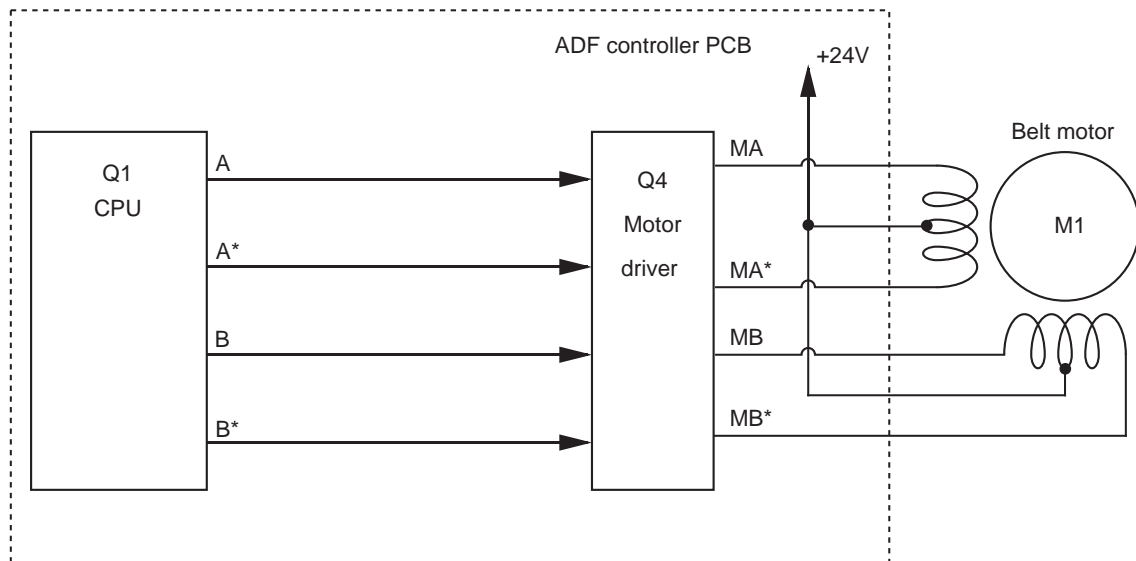 ADF controller PCB
+24V
Belt motor
Q1
CPU
A
A*
B
B*
Q4
Motor
driver
MA
MA*
MB
MB*
M1